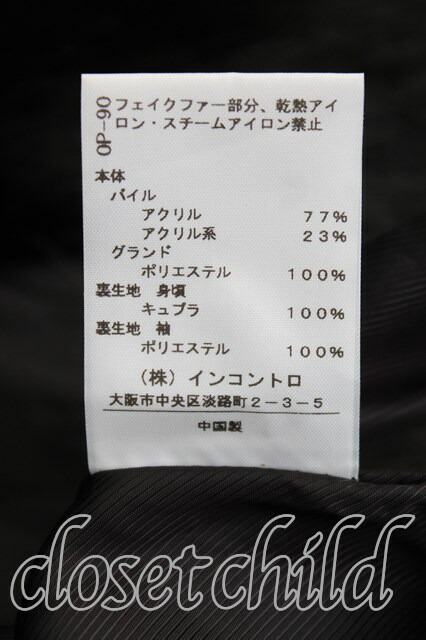 OP-90
フェイクファー部分、乾熱アイ
ロン・スチームアイロン禁止
本体
パイル
アクリル 77%
アクリル系 23%
グランド
ポリエステル 100%
裏生地 身頃
キュプラ 100%
裏生地 袖
ポリエステル 100%
(株)インコントロ
大阪市中央区淡路町2-3-5
中国製
closetchild